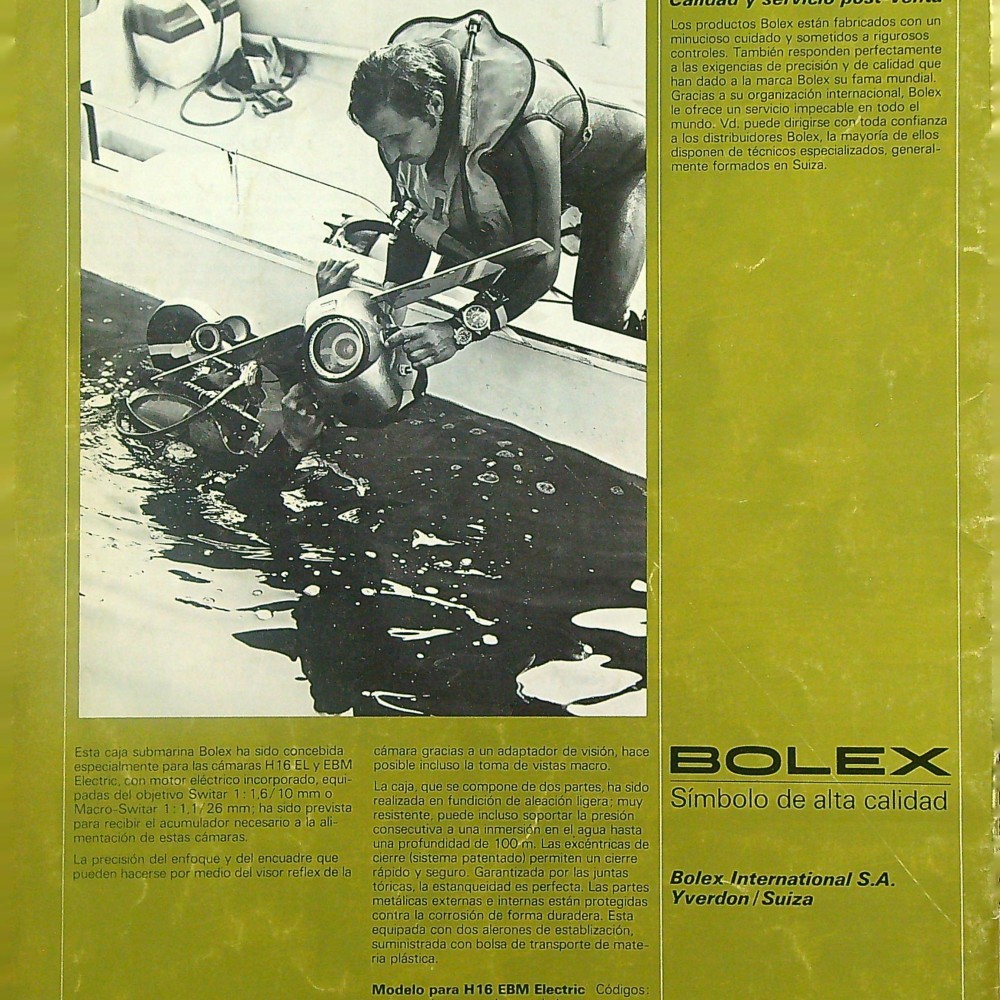 Calidad y servicio post-venta
Los productos Bolex están fabricados con un
minucioso cuidado y sometidos a rigurosos
controles. También responden perfectamente
a las exigencias de precisión y de calidad que
han dado a la marca Bolex su fama mundial.
Gracias a su organización internacional, Bolex
le ofrece un servicio impecable en todo el
mundo. Vd. puede dirigirse con toda confianza
a los distribuidores Bolex, la mayoría de ellos
disponen de técnicos especializados, general-
mente formados en Suiza.
Esta caja submarina Bolex ha sido concebida
especialmente para las cámaras H 16 EL y EBM
Electric, con motor eléctrico incorporado, equi-
padas del objetivo Switar 1 : 1,6 / 10 mm o
Macro-Switar 1 : 1,1 / 26 mm; ha sido prevista
para recibir el acumulador necesario a la ali-
mentación de estas cámaras.
La precisión del enfoque y del encuadre que
pueden hacerse por medio del visor reflex de la
cámara gracias a un adaptador de visión, hace
posible incluso la toma de vistas macro.
La caja, que se compone de dos partes, ha sido
realizada en fundición de aleación ligera; muy
resistente, puede incluso soportar la presión
consecutiva a una inmersión en el agua hasta
una profundidad de 100 m. Las excéntricas de
cierre (sistema patentado) permiten un cierre
rápido y seguro. Garantizada por las juntas
tóricas, la estanqueidad es perfecta. Las partes
metálicas externas e internas están protegidas
contra la corrosión de forma duradera. Esta
equipada con dos alerones de establización,
suministrada con bolsa de transporte de mate-
ria plástica.
Modelo para H 16 EBM Electric Códigos:
BOLEX
Símbolo de alta calidad
Bolex International S.A.
Yverdon / Suiza